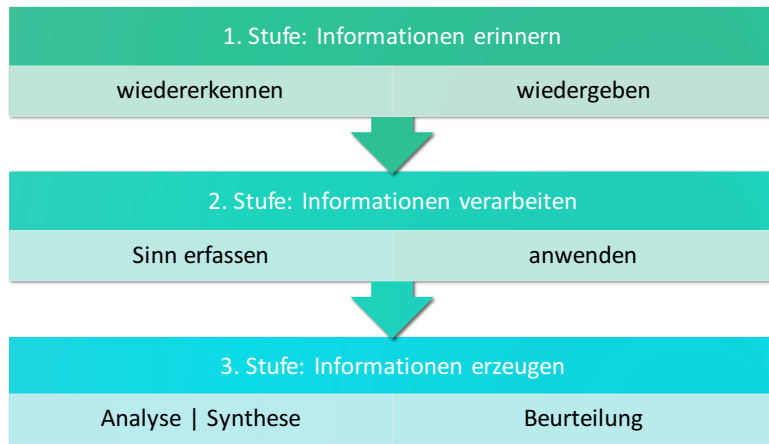 1. Stufe: Informationen erinnern
wiedererkennen wiedergeben
2. Stufe: Informationen verarbeiten
Sinn erfassen anwenden
3. Stufe: Informationen erzeugen
Analyse | Synthese Beurteilung